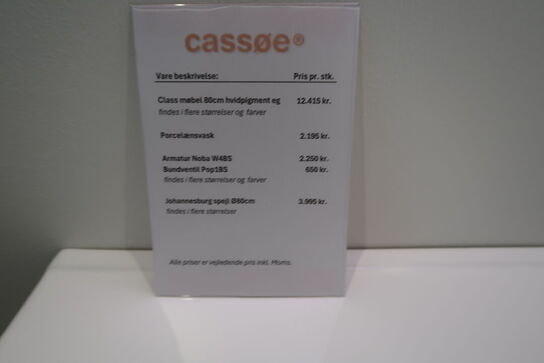 cassøe®
Vare beskrivelse: Pris pr. stk.
Class møbel 80cm hvidpigment eg 12.415 kr.
findes i flere størrelser og farver
Porcelænsvask 2.195 kr.
Armatur Noba W4BS 2.250 kr.
Bundventil Pop1BS 650 kr.
findes i flere størrelser og farver
Johannesburg spejl Ø80cm 3.995 kr.
findes i flere størrelser
Alle priser er vejledende pris inkl. Moms.